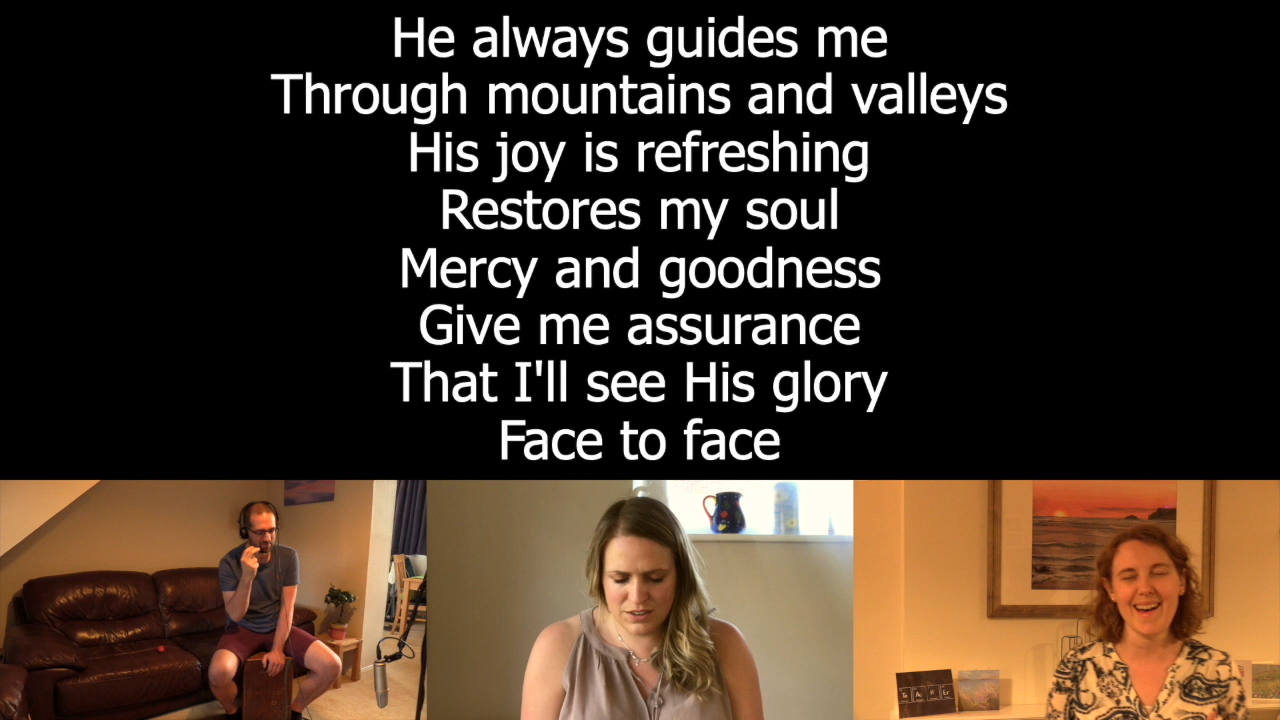 He always guides me
Through mountains and valleys
His joy is refreshing
Restores my soul
Mercy and goodness
Give me assurance
That I'll see His glory
Face to face